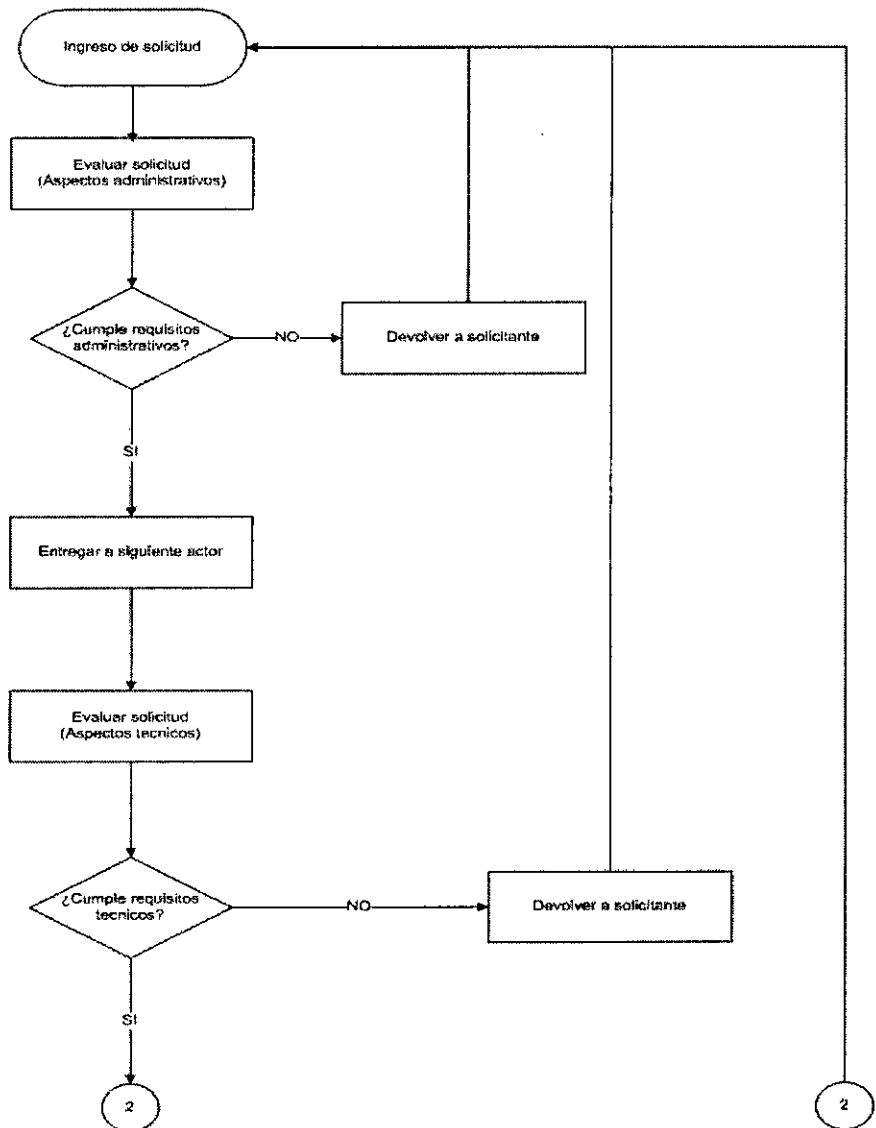 Ingreso de solicitud
Evaluar solicitud
(Aspectos administrativos)
¿Cumple requisitos
administrativos?
NO
Devolver a solicitante
SI
Entregar a siguiente actor
Evaluar solicitud
(Aspectos tecnicos)
¿Cumple requisitos
tecnicos?
NO
Devolver a solicitante
SI
2
2